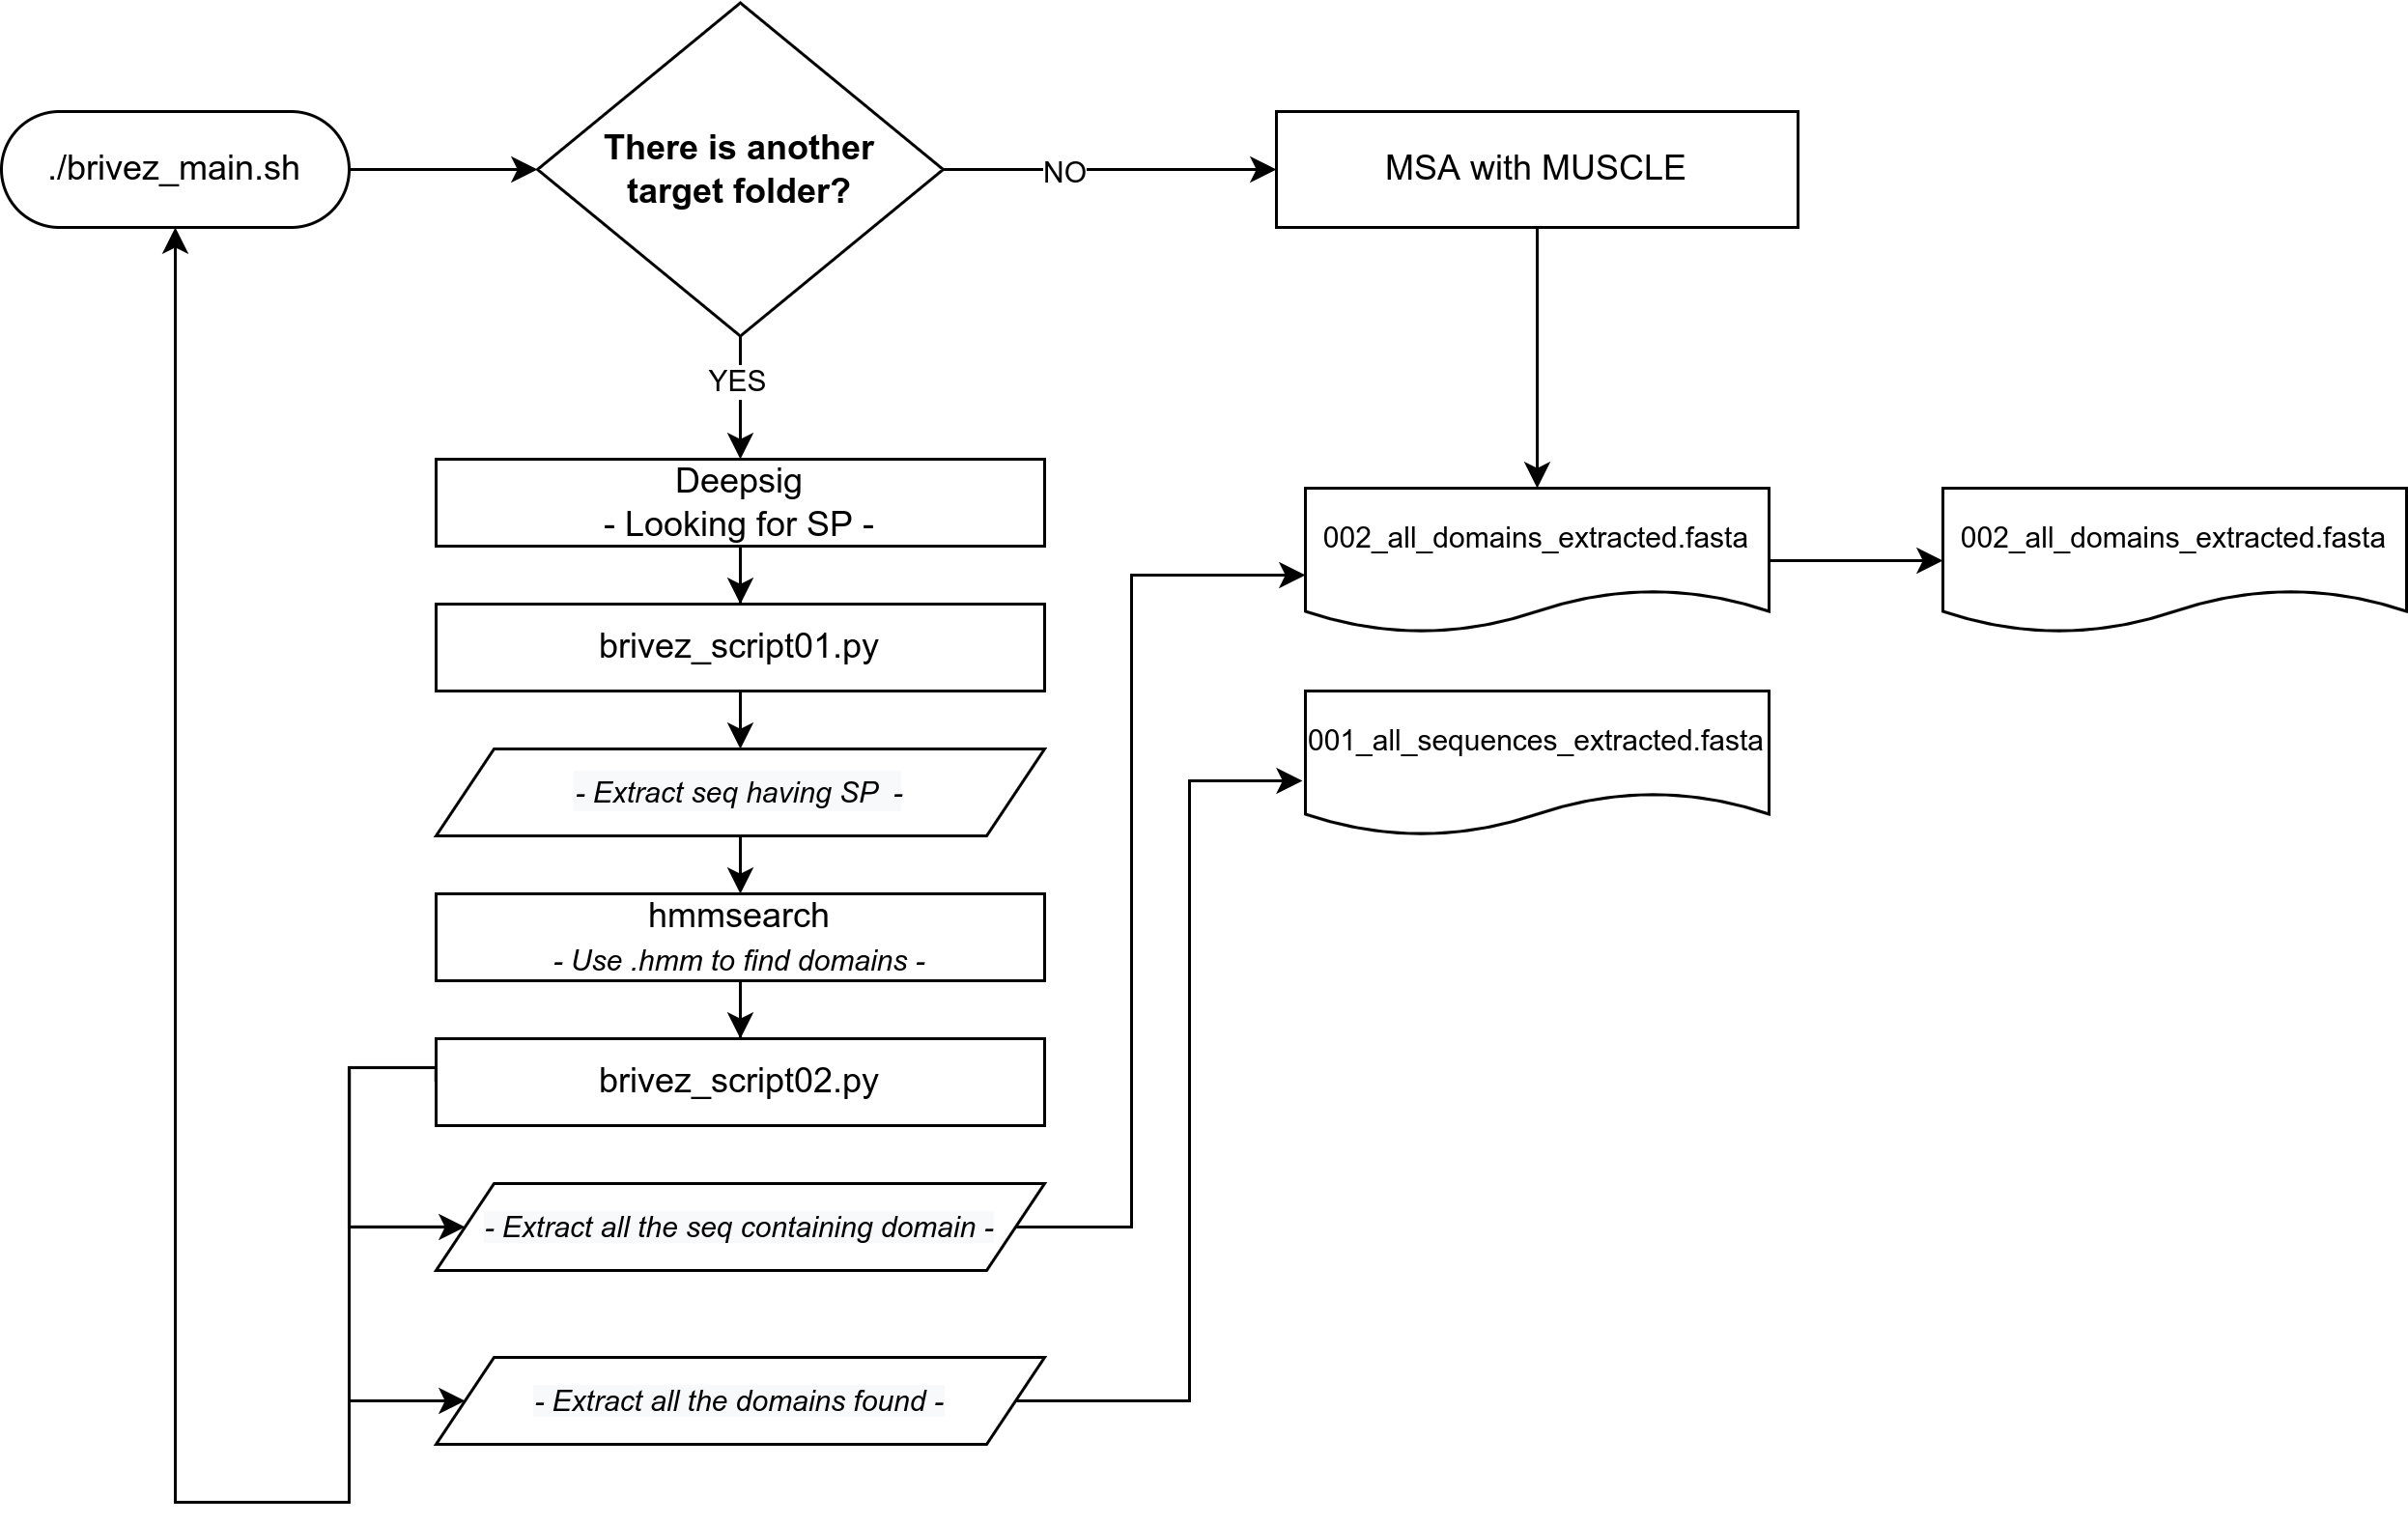 ./brivez_main.sh
There is another
target folder?
NO
MSA with MUSCLE
YES
Deepsig
- Looking for SP -
brivez_script01.py
- Extract seq having SP  -
hmmsearch
- Use .hmm to find domains -
brivez_script02.py
- Extract all the seq containing domain -
- Extract all the domains found -
002_all_domains_extracted.fasta
002_all_domains_extracted.fasta
001_all_sequences_extracted.fasta